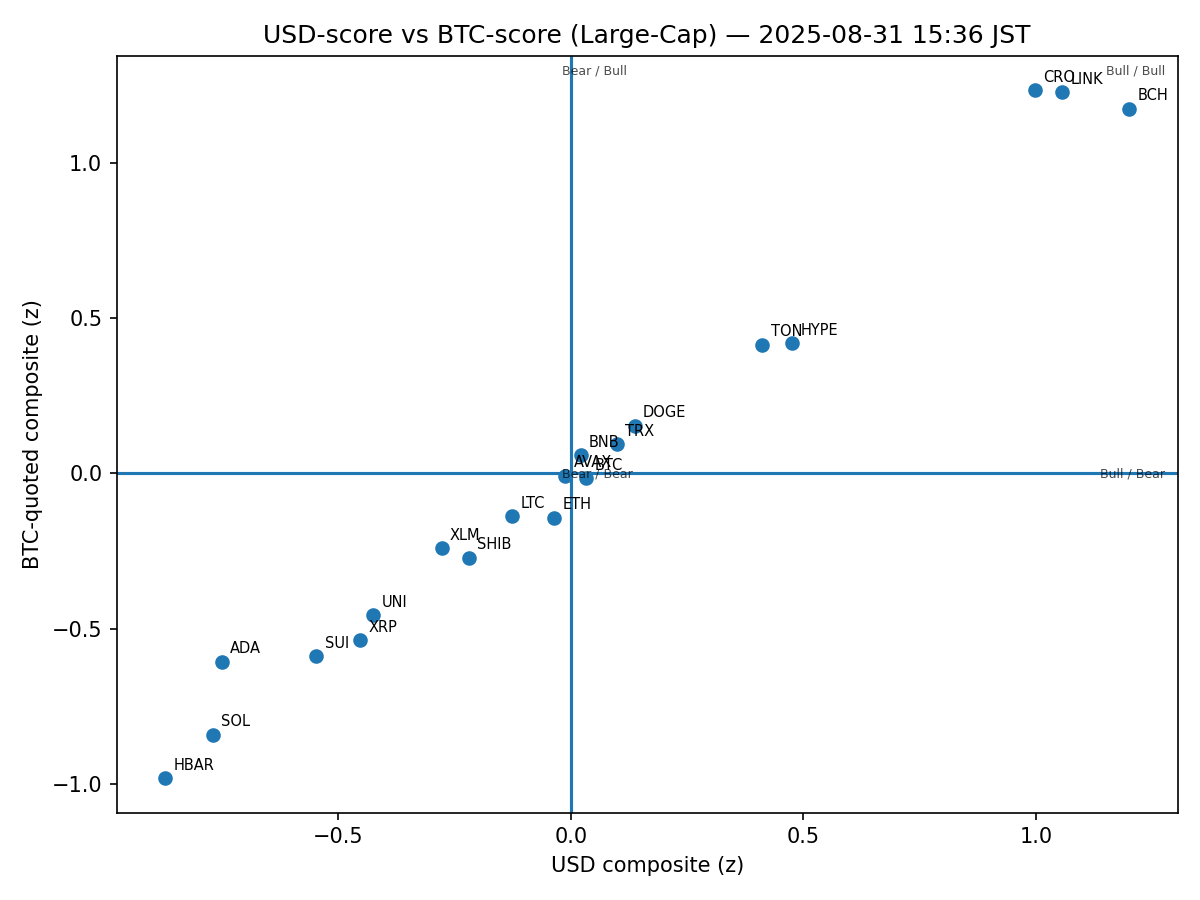 USD-score vs BTC-score (Large-Cap) — 2025-08-31 15:36 JST
Bear / Bull
Bull / Bull
CRO
LINK
BCH
1.0
TON
HYPE
0.5
DOGE
TRX
BNB
AVAX
BTC
0.0
Bear / Bear
Bull / Bear
LTC
ETH
XLM
SHIB
UNI
XRP
−0.5
SUI
ADA
SOL
HBAR
−1.0
−0.5
0.0
0.5
1.0
USD composite (z)
BTC-quoted composite (z)